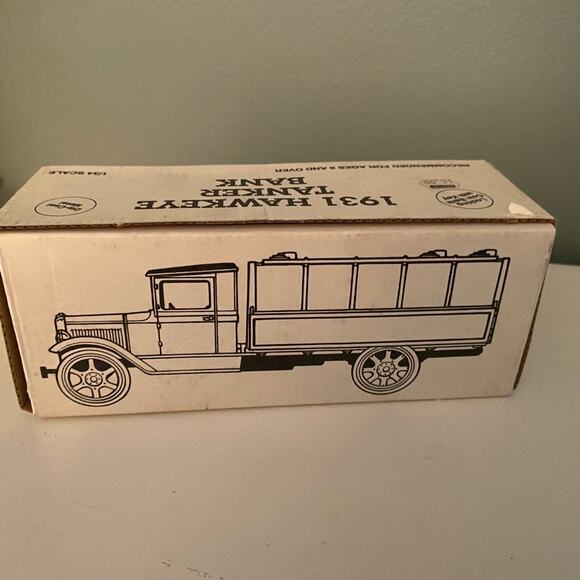 1931 HAWKEYE
TANKER
BANK
RECOMMENDED FOR AGES 8 AND OVER
1/34 SCALE